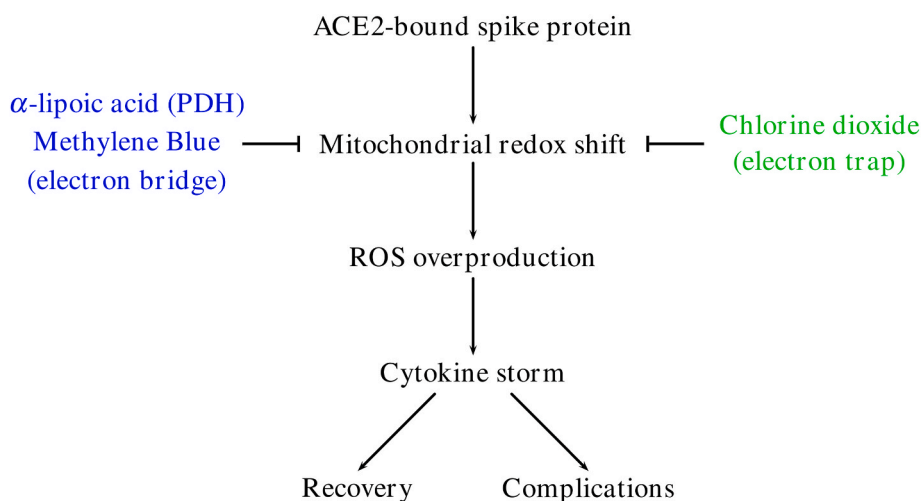 ACE2-bound spike protein
α-lipoic acid (PDH)
Methylene Blue
(electron bridge)
Mitochondrial redox shift
Chlorine dioxide
(electron trap)
ROS overproduction
Cytokine storm
Recovery
Complications